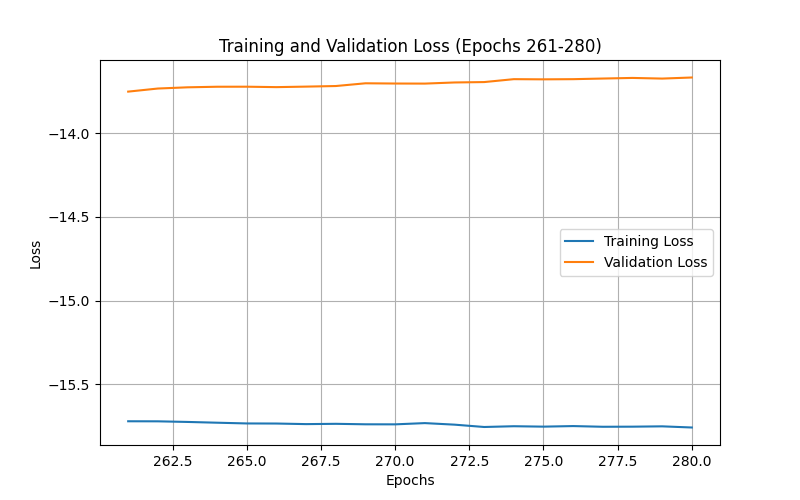 Training and Validation Loss (Epochs 261-280)
Loss
−14.0
−14.5
−15.0
−15.5
Training Loss
Validation Loss
262.5 265.0 267.5 270.0 272.5 275.0 277.5 280.0
Epochs